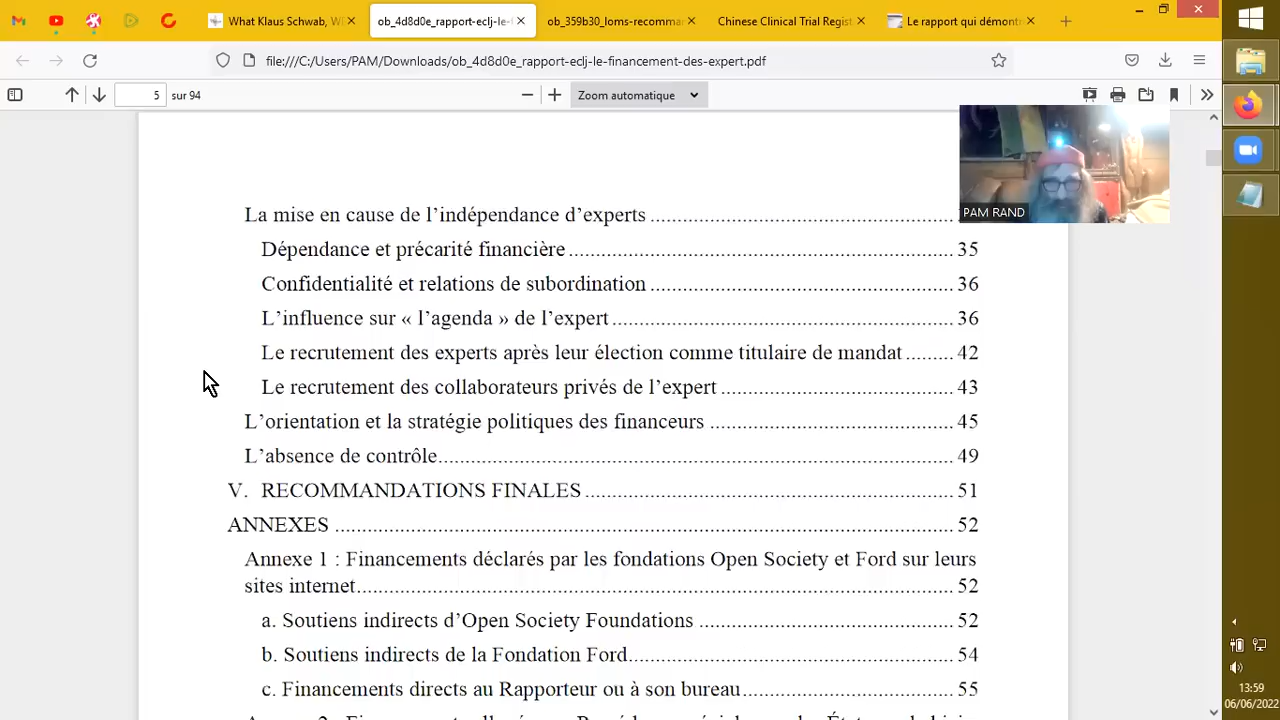 What Klaus Schwab, W
ob_4d8d0e_rapport-eclj-le-f
ob_359b30_loms-recomman
Chinese Clinical Trial Regist
Le rapport qui démontr
file:///C:/Users/PAM/Downloads/ob_4d8d0e_rapport-eclj-le-financement-des-expert.pdf
5 sur 94
Zoom automatique
PAM RAND
La mise en cause de l’indépendance d’experts
Dépendance et précarité financière 35
Confidentialité et relations de subordination 36
L’influence sur « l’agenda » de l’expert 36
Le recrutement des experts après leur élection comme titulaire de mandat 42
Le recrutement des collaborateurs privés de l’expert 43
L’orientation et la stratégie politiques des financeurs 45
L’absence de contrôle 49
V. RECOMMANDATIONS FINALES 51
ANNEXES 52
Annexe 1 : Financements déclarés par les fondations Open Society et Ford sur leurs
sites internet 52
a. Soutiens indirects d’Open Society Foundations 52
b. Soutiens indirects de la Fondation Ford 54
c. Financements directs au Rapporteur ou à son bureau 55
13:59
06/06/2022